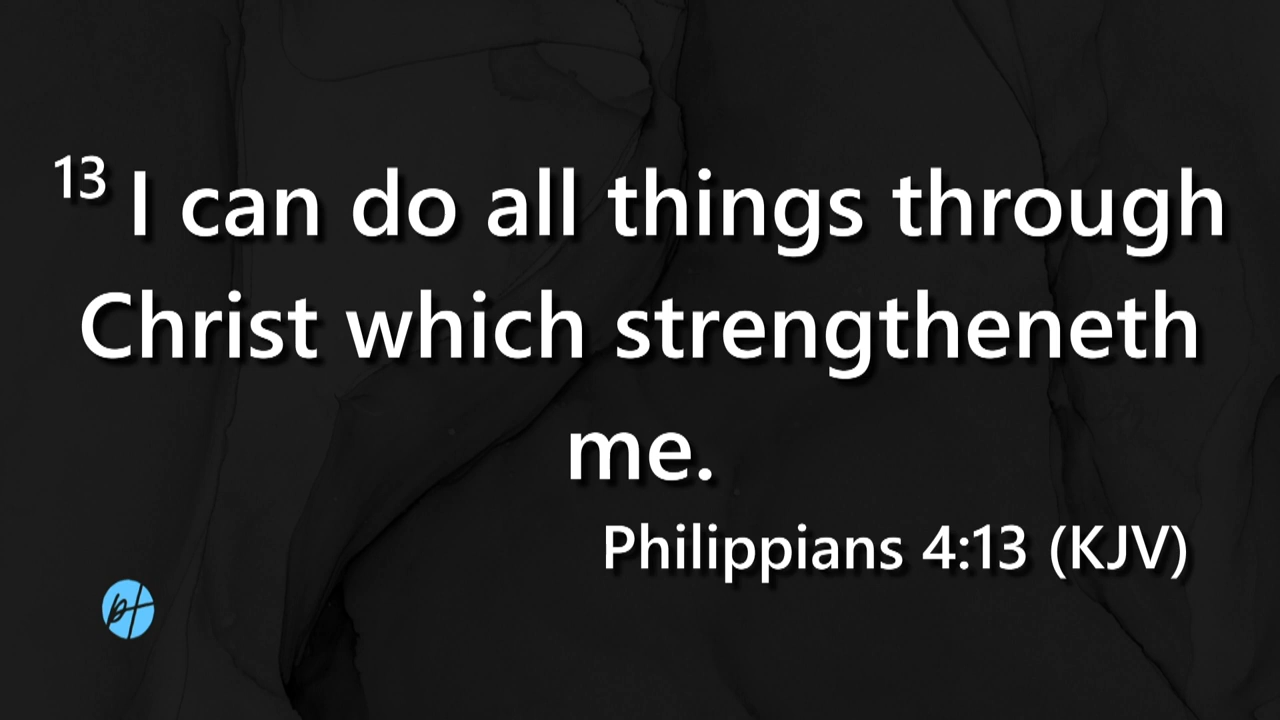 13 I can do all things through
Christ which strengtheneth
me.
Philippians 4:13 (KJV)